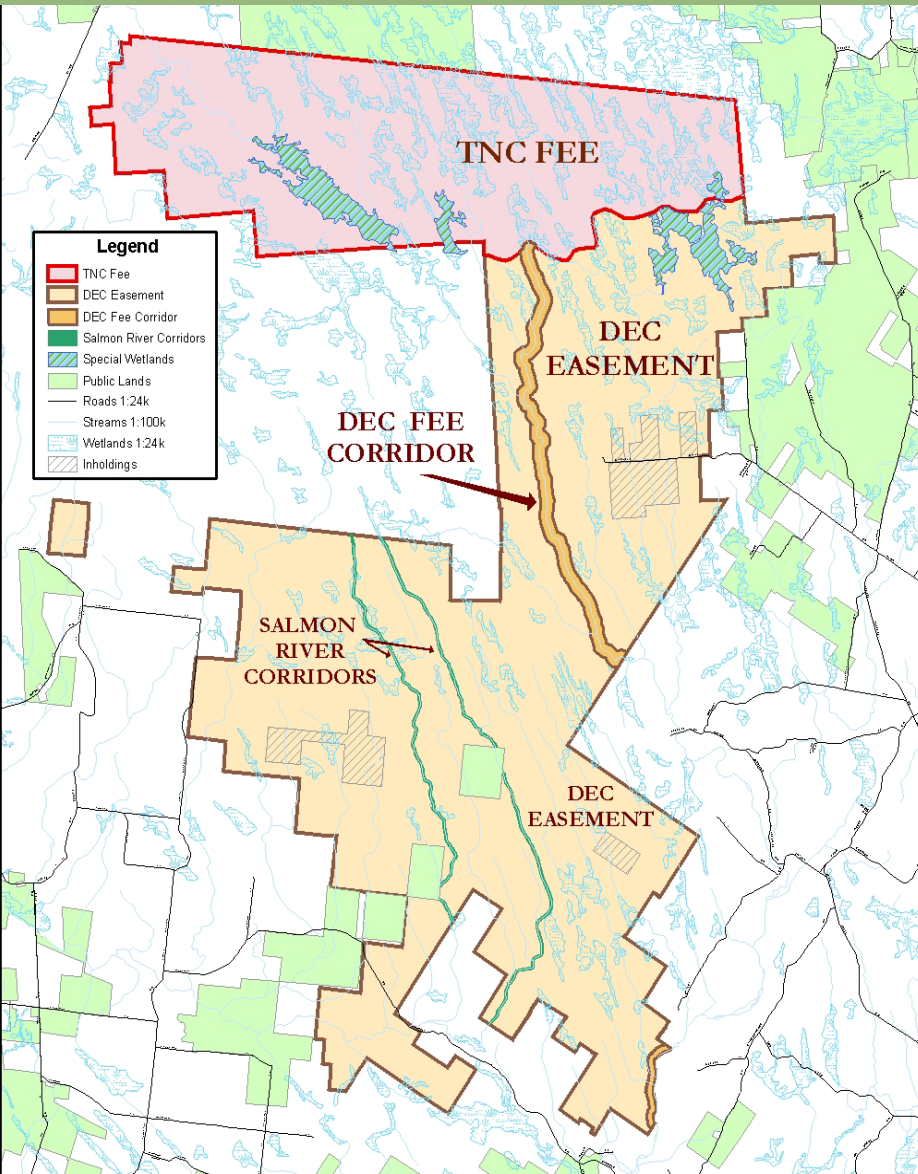 TNC FEE
Legend
TNC Fee
DEC Easement
DEC Fee Corridor
Salmon River Corridors
Special Wetlands
Public Lands
Roads 1:24k
Streams 1:100k
Wetlands 1:24k
Inholdings
DEC
EASEMENT
DEC FEE
CORRIDOR
SALMON
RIVER
CORRIDORS
DEC
EASEMENT